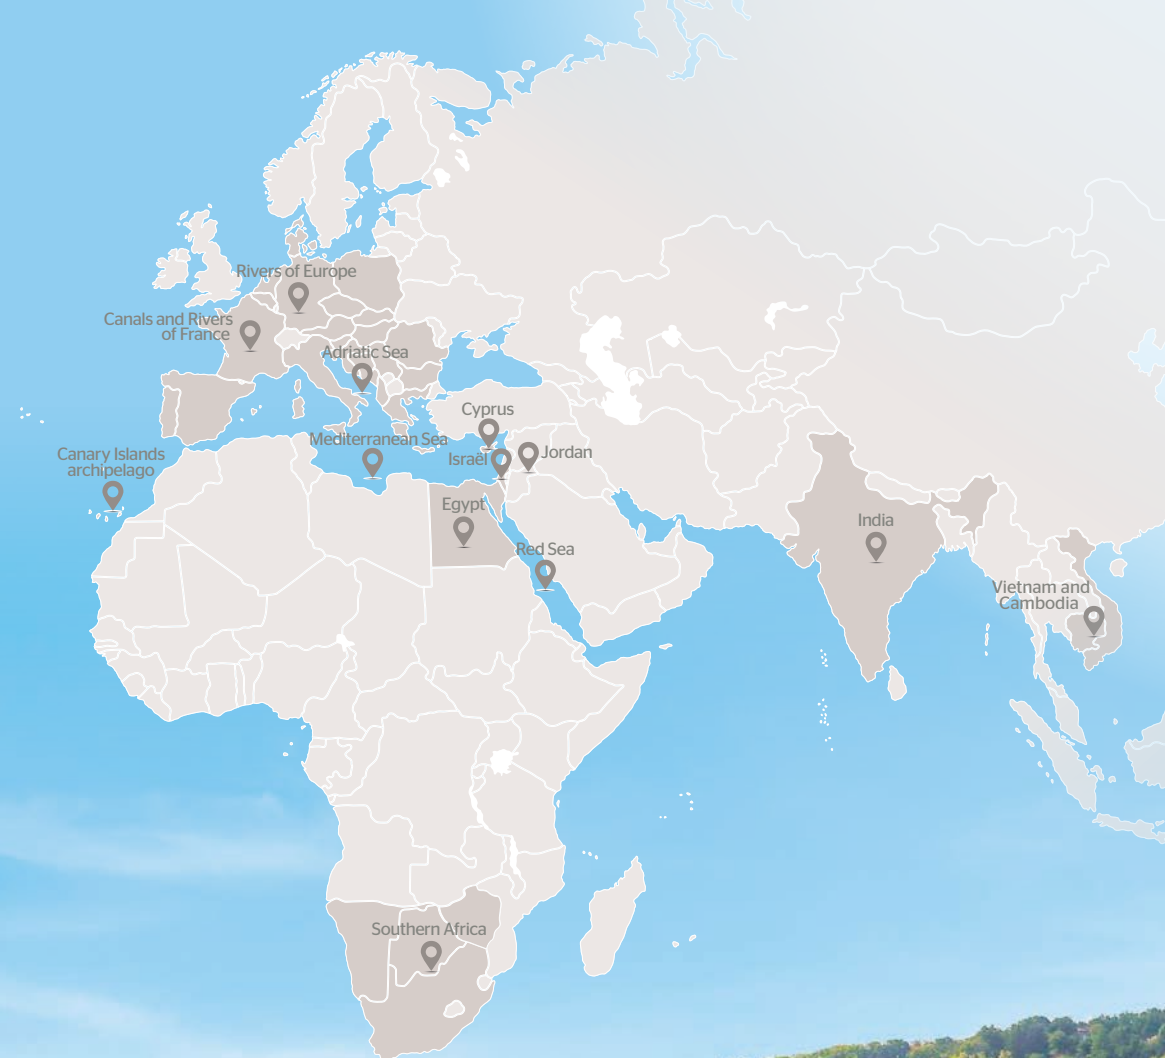 Rivers of Europe
Canals and Rivers
of France
Adriatic Sea
Cyprus
Mediterranean Sea
Israël
Jordan
Canary Islands
archipelago
Egypt
India
Red Sea
Vietnam and
Cambodia
Southern Africa